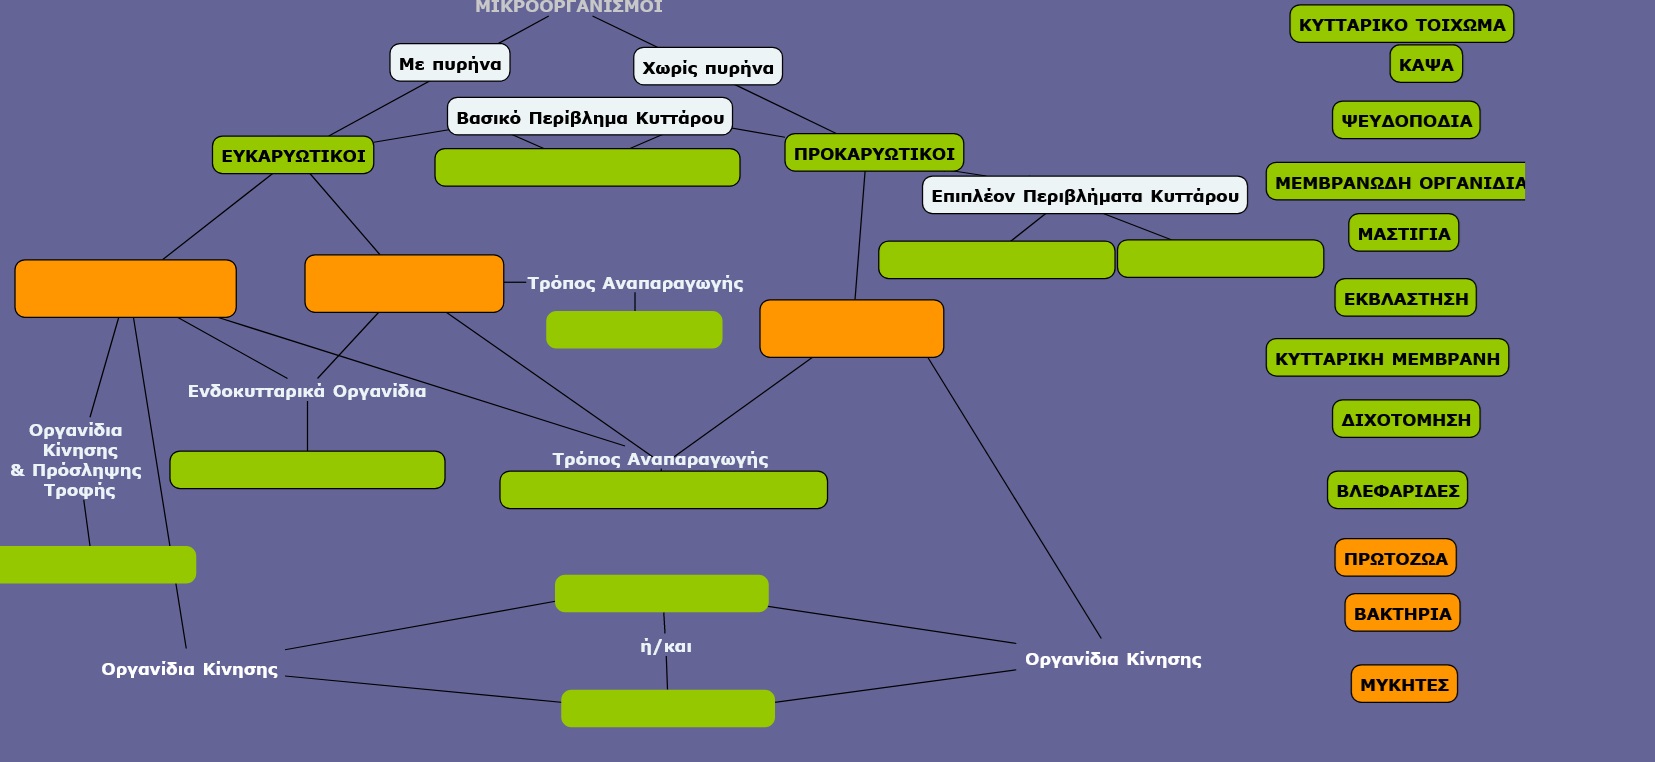 ΜΙΚΡΟΟΡΓΑΝΙΣΜΟΙ
Με πυρήνα
Χωρίς πυρήνα
Βασικό Περίβλημα Κυττάρου
ΕΥΚΑΡΥΩΤΙΚΟΙ
ΠΡΟΚΑΡΥΩΤΙΚΟΙ
Επιπλέον Περιβλήματα Κυττάρου
Τρόπος Αναπαραγωγής
Ενδοκυτταρικά Οργανίδια
Οργανίδια
Κίνησης
& Πρόσληψης
Τροφής
Τρόπος Αναπαραγωγής
ή/και
Οργανίδια Κίνησης
Οργανίδια Κίνησης
ΚΥΤΤΑΡΙΚΟ ΤΟΙΧΩΜΑ
ΚΑΨΑ
ΨΕΥΔΟΠΟΔΙΑ
ΜΕΜΒΡΑΝΩΔΗ ΟΡΓΑΝΙΔΙΑ
ΜΑΣΤΙΓΙΑ
ΕΚΒΛΑΣΤΗΣΗ
ΚΥΤΤΑΡΙΚΗ ΜΕΜΒΡΑΝΗ
ΔΙΧΟΤΟΜΗΣΗ
ΒΛΕΦΑΡΙΔΕΣ
ΠΡΩΤΟΖΩΑ
ΒΑΚΤΗΡΙΑ
ΜΥΚΗΤΕΣ